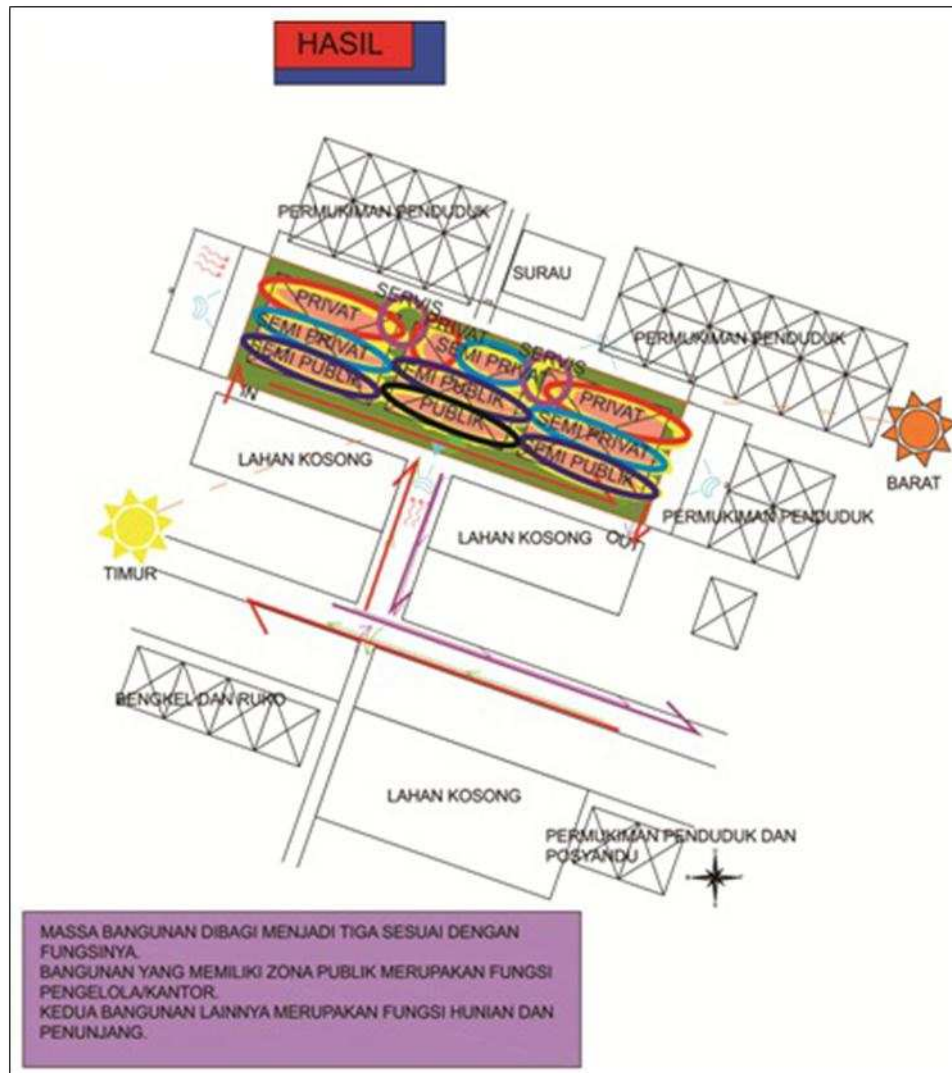 HASIL
PERMUKIMAN PENDUDUK
SURAU
PERMUKIMAN PENDUDUK
PRIVAT
SERVIS
PRIVAT
SEMI PRIVAT
SERVIS
PRIVAT
SEMI PRIVAT
SEMI PUBLIK
SEMI PUBLIK
PUBLIK
SEMI PRIVAT
SEMI PUBLIK
IN
OUT
BARAT
LAHAN KOSONG
LAHAN KOSONG
PERMUKIMAN PENDUDUK
TIMUR
BENGKEL DAN RUKO
LAHAN KOSONG
PERMUKIMAN PENDUDUK DAN
POSYANDU
MASSA BANGUNAN DIBAGI MENJADI TIGA SESUAI DENGAN
FUNGSINYA.
BANGUNAN YANG MEMILIKI ZONA PUBLIK MERUPAKAN FUNGSI
PENGELOLA/KANTOR.
KEDUA BANGUNAN LAINNYA MERUPAKAN FUNGSI HUNIAN DAN
PENUNJANG.